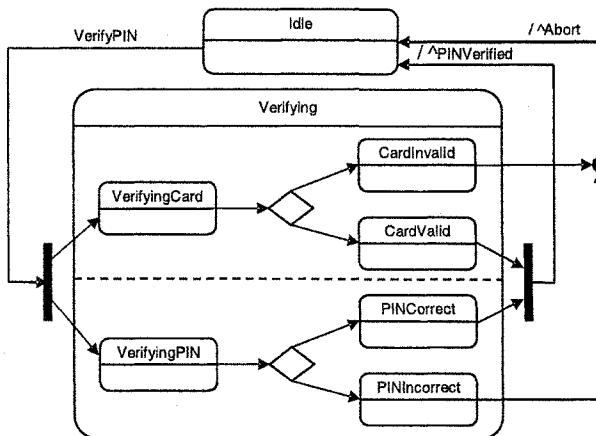 Idle
VerifyPIN
/ ^Abort
/ ^PINVerified
Verifying
CardInvalid
VerifyingCard
CardValid
PINCorrect
VerifyingPIN
PINIncorrect